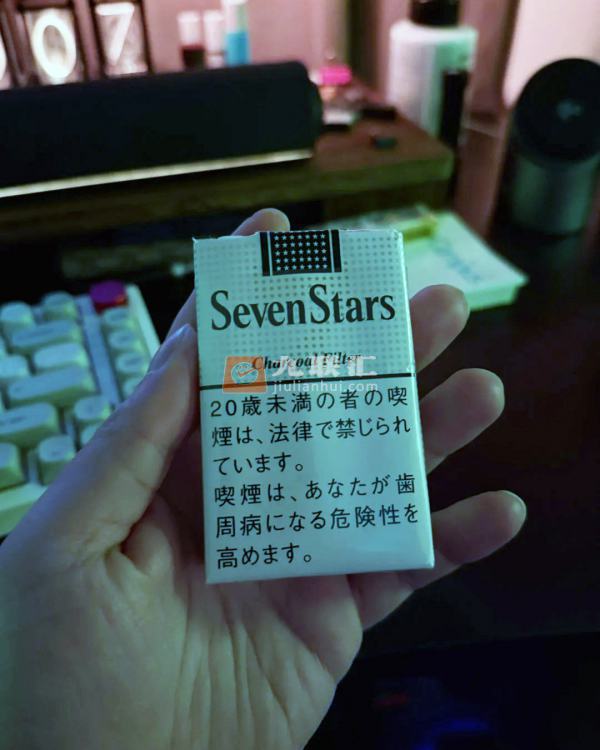 07
Seven Stars
Charcoal Filter
九联汇
jiulianhui.com
20歳未満の者の喫
煙は、法律で禁じられ
ています。
喫煙は、あなたが歯
周病になる危険性を
高めます。